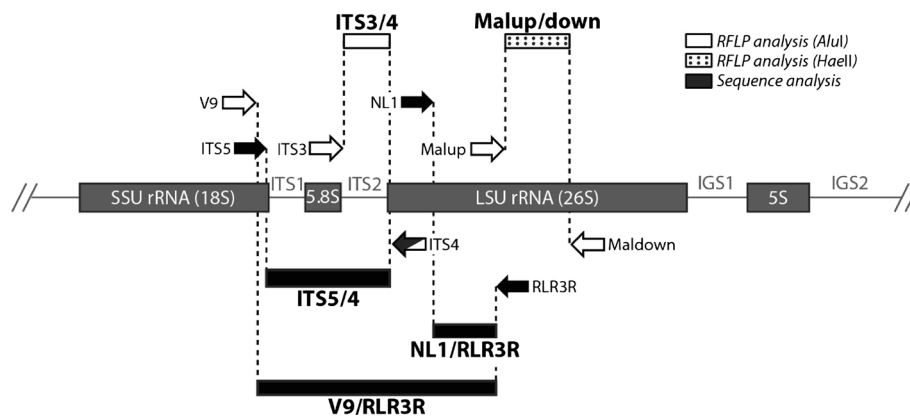 ITS3/4
Malup/down
RFLP analysis (AluI)
RFLP analysis (HaeII)
Sequence analysis
V9
NL1
ITS5
ITS3
Malup
SSU rRNA (18S)
ITS1
5.8S
ITS2
LSU rRNA (26S)
IGS1
5S
IGS2
ITS4
Maldown
ITS5/4
RLR3R
NL1/RLR3R
V9/RLR3R